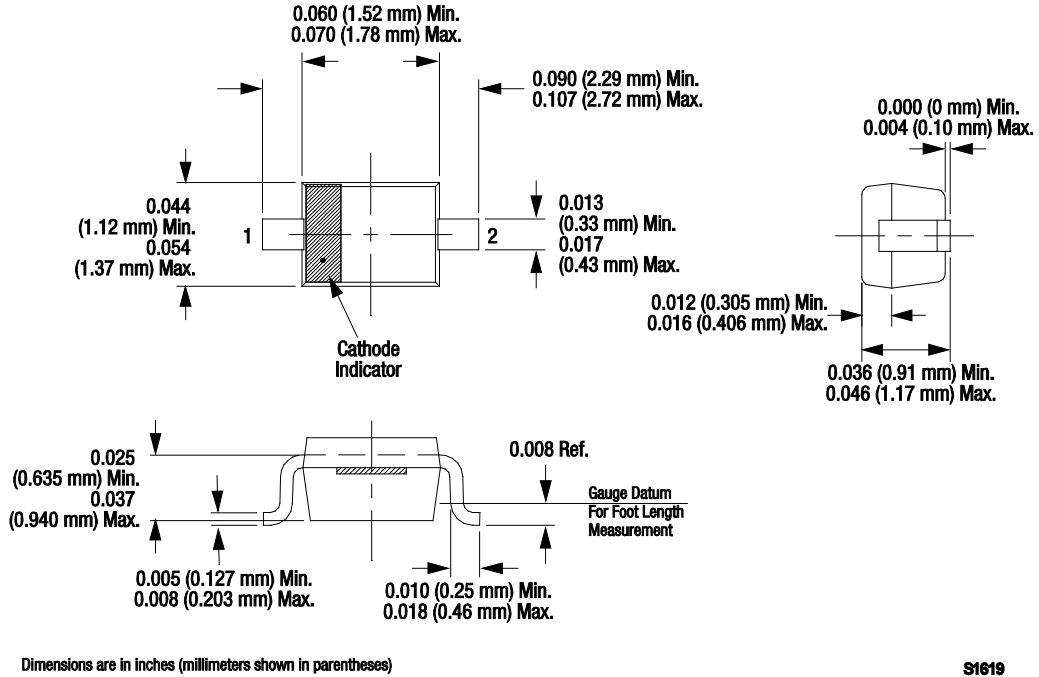 0.060 (1.52 mm) Min.
0.070 (1.78 mm) Max.
0.090 (2.29 mm) Min.
0.107 (2.72 mm) Max.
0.000 (0 mm) Min.
0.004 (0.10 mm) Max.
0.044
(1.12 mm) Min.
0.054
(1.37 mm) Max.
1
2
0.013
(0.33 mm) Min.
0.017
(0.43 mm) Max.
0.012 (0.305 mm) Min.
0.016 (0.406 mm) Max.
Cathode
Indicator
0.036 (0.91 mm) Min.
0.046 (1.17 mm) Max.
0.025
(0.635 mm) Min.
0.037
(0.940 mm) Max.
0.008 Ref.
Gauge Datum
For Foot Length
Measurement
0.005 (0.127 mm) Min.
0.008 (0.203 mm) Max.
0.010 (0.25 mm) Min.
0.018 (0.46 mm) Max.
Dimensions are in inches (millimeters shown in parentheses)
S1619